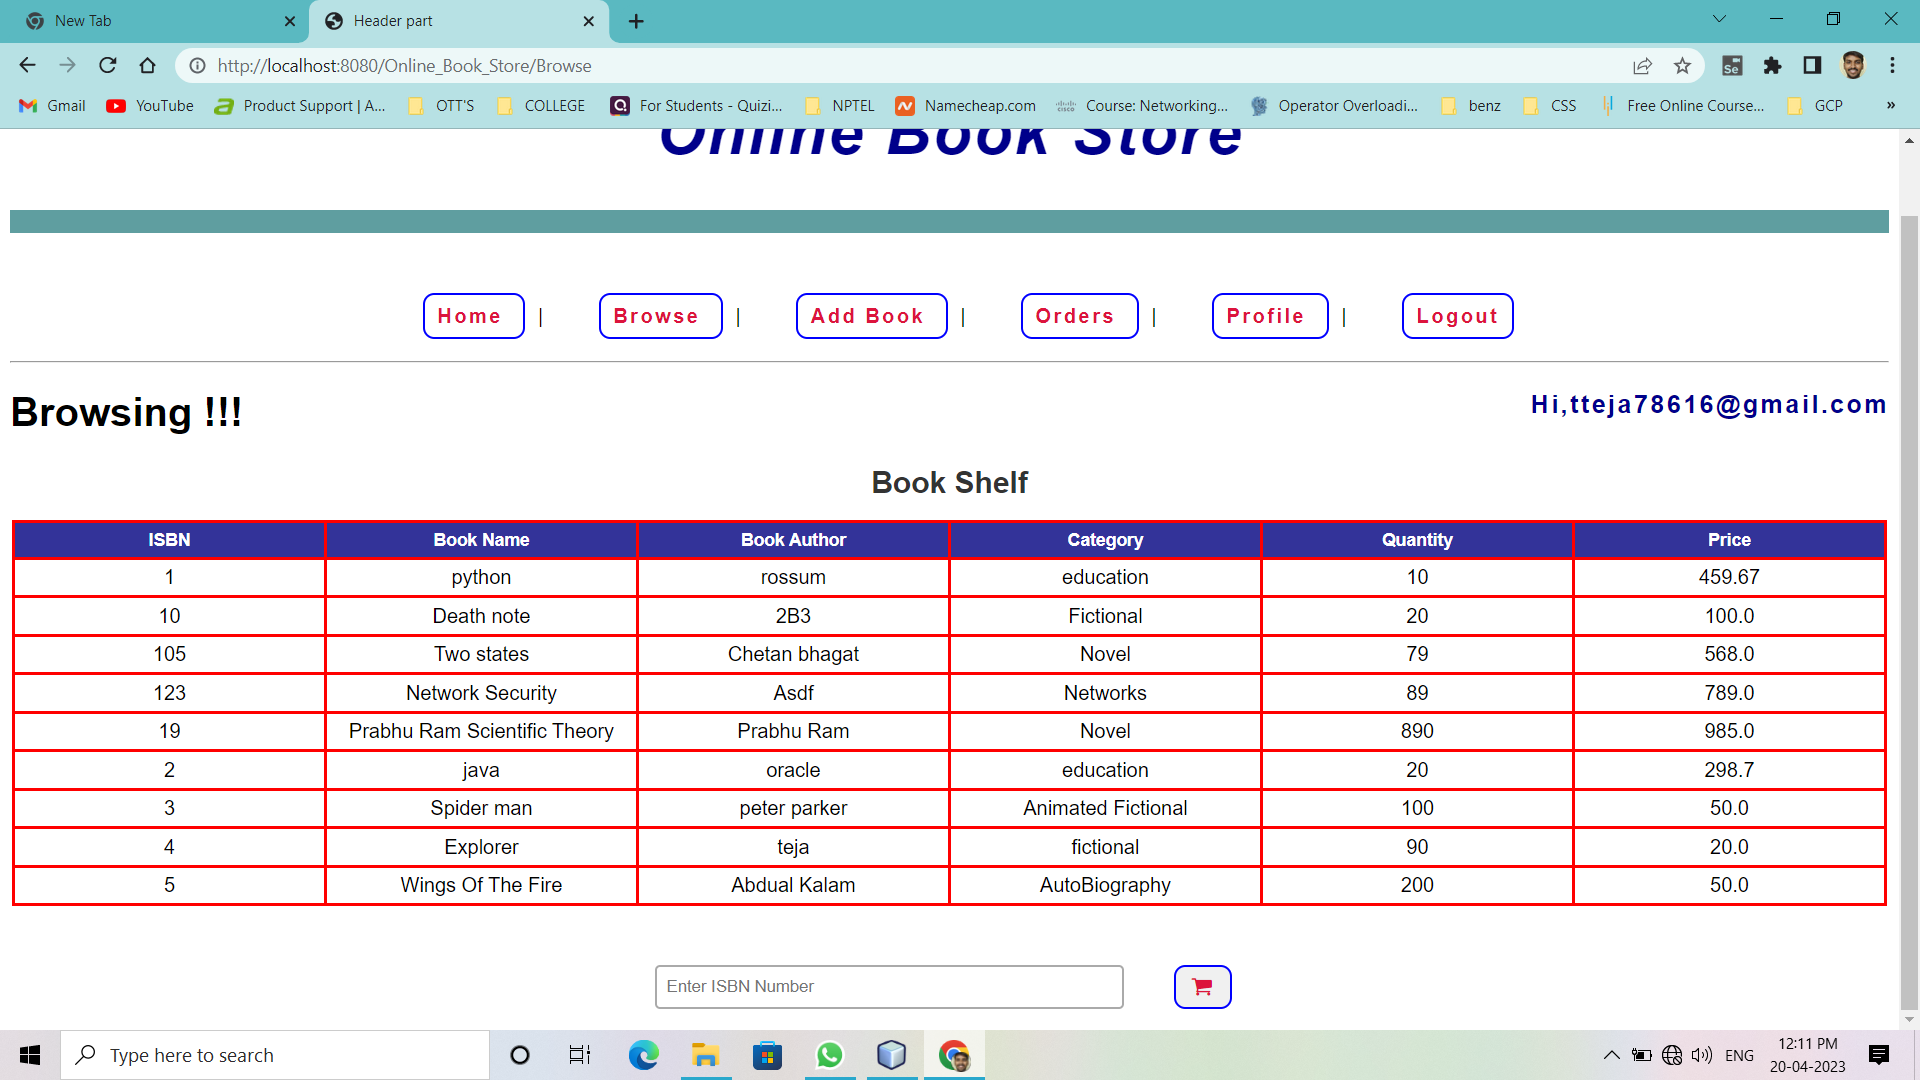 New Tab
Header part
http://localhost:8080/Online_Book_Store/Browse
Se
Gmail YouTube Product Support | A... OTT'S COLLEGE For Students - Quizi... NPTEL Namecheap.com Course: Networking... Operator Overloadi... benz CSS Free Online Course... GCP »
Online Book Store
Home | Browse | Add Book | Orders | Profile | Logout
Browsing !!!
Hi,tteja78616@gmail.com
Book Shelf
ISBN Book Name Book Author Category Quantity Price
1 python rossum education 10 459.67
10 Death note 2B3 Fictional 20 100.0
105 Two states Chetan bhagat Novel 79 568.0
123 Network Security Asdf Networks 89 789.0
19 Prabhu Ram Scientific Theory Prabhu Ram Novel 890 985.0
2 java oracle education 20 298.7
3 Spider man peter parker Animated Fictional 100 50.0
4 Explorer teja fictional 90 20.0
5 Wings Of The Fire Abdual Kalam AutoBiography 200 50.0
Enter ISBN Number
Type here to search
ENG
12:11 PM
20-04-2023